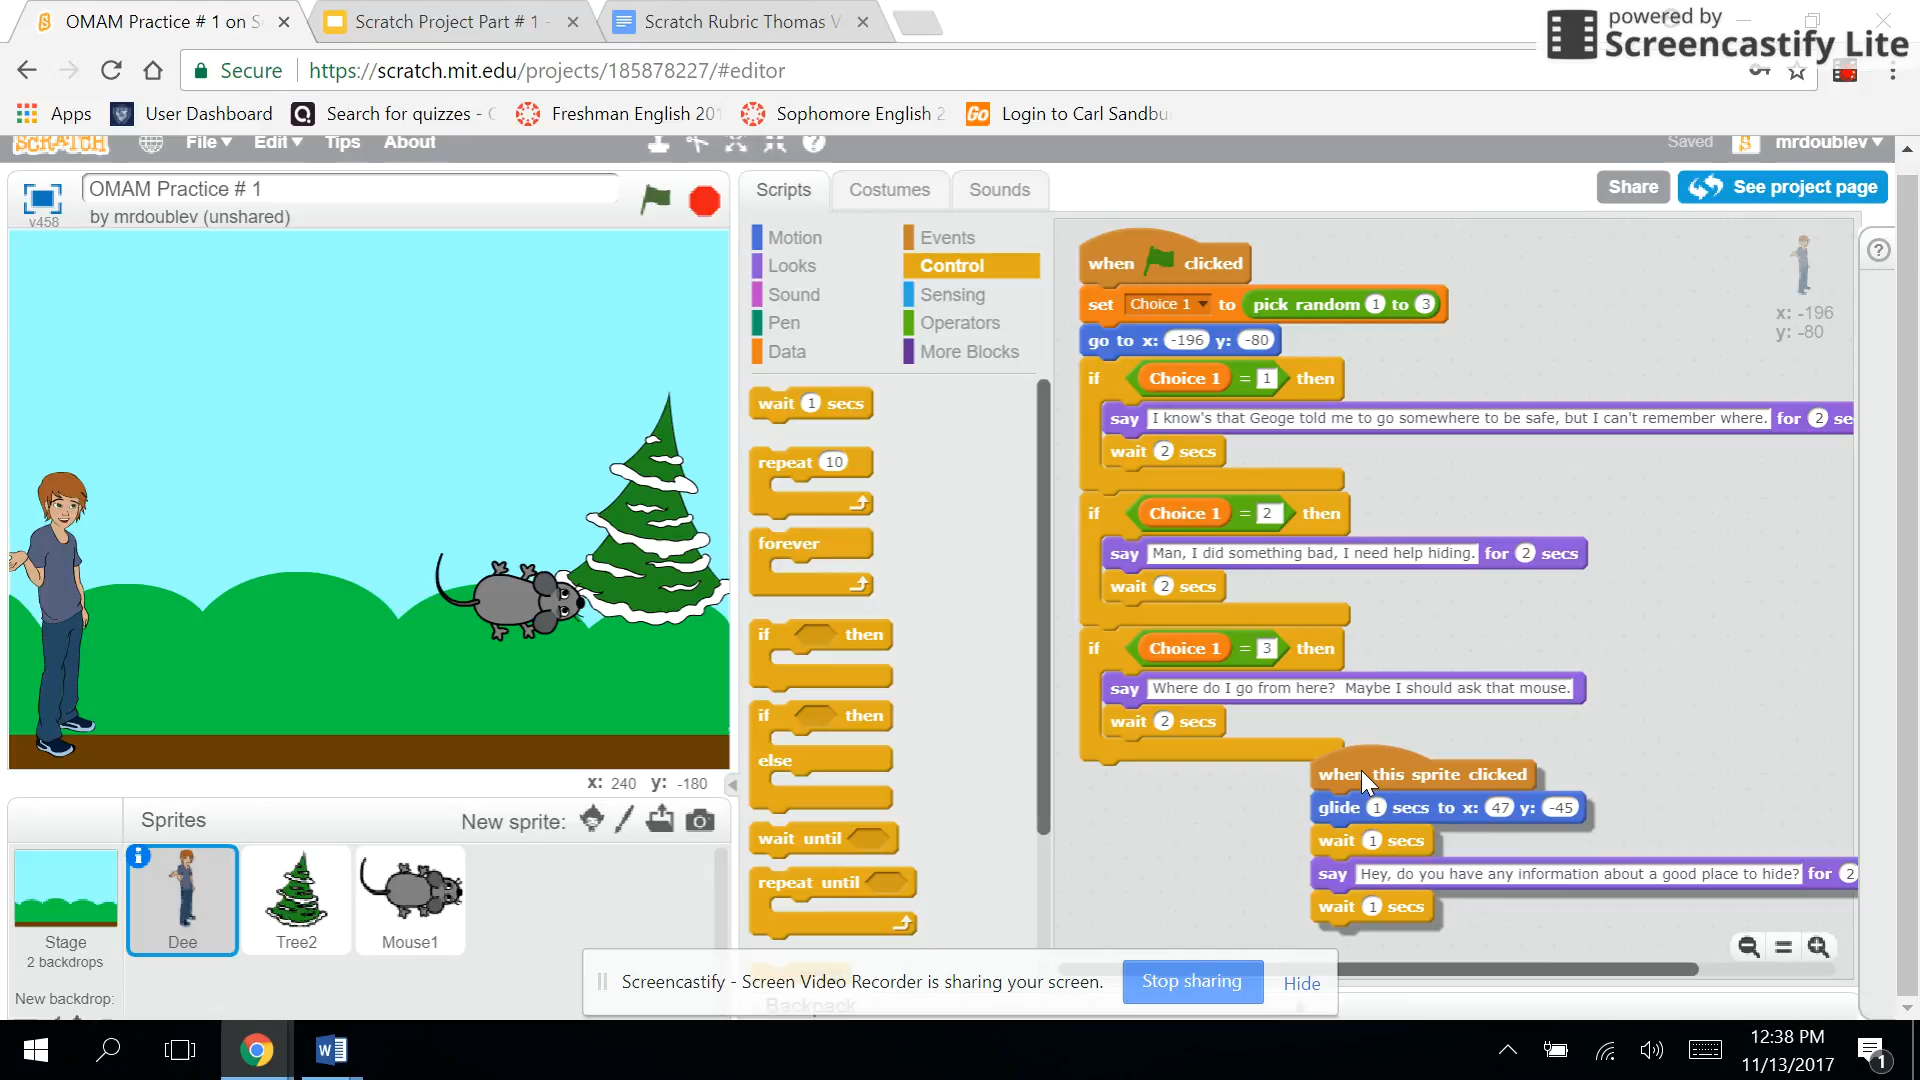 OMAM Practice # 1 on S
Scratch Project Part # 1 -
Scratch Rubric Thomas V
powered by
Screencastify Lite
Secure
https://scratch.mit.edu/projects/185878227/#editor
Apps
User Dashboard
Search for quizzes - C
Freshman English 201
Sophomore English 2
Login to Carl Sandbu
SCRATCH
File
Edit
Tips
About
Saved
mrdoublev
OMAM Practice # 1
by mrdoublev (unshared)
v458
Scripts
Costumes
Sounds
Share
See project page
Motion
Events
Looks
Control
Sound
Sensing
Pen
Operators
Data
More Blocks
wait 1 secs
repeat 10
forever
if then
if then
else
wait until
repeat until
when clicked
set Choice 1 to pick random 1 to 3
go to x: -196 y: -80
if Choice 1 = 1 then
say I know's that Geoge told me to go somewhere to be safe, but I can't remember where. for 2 se
wait 2 secs
if Choice 1 = 2 then
say Man, I did something bad, I need help hiding. for 2 secs
wait 2 secs
if Choice 1 = 3 then
say Where do I go from here? Maybe I should ask that mouse.
wait 2 secs
when this sprite clicked
glide 1 secs to x: 47 y: -45
wait 1 secs
say Hey, do you have any information about a good place to hide? for 2
wait 1 secs
x: -196
y: -80
x: 240 y: -180
Sprites
New sprite:
Stage
2 backdrops
New backdrop:
Dee
Tree2
Mouse1
Screencastify - Screen Video Recorder is sharing your screen.
Stop sharing
Hide
Backpack
12:38 PM
11/13/2017
1